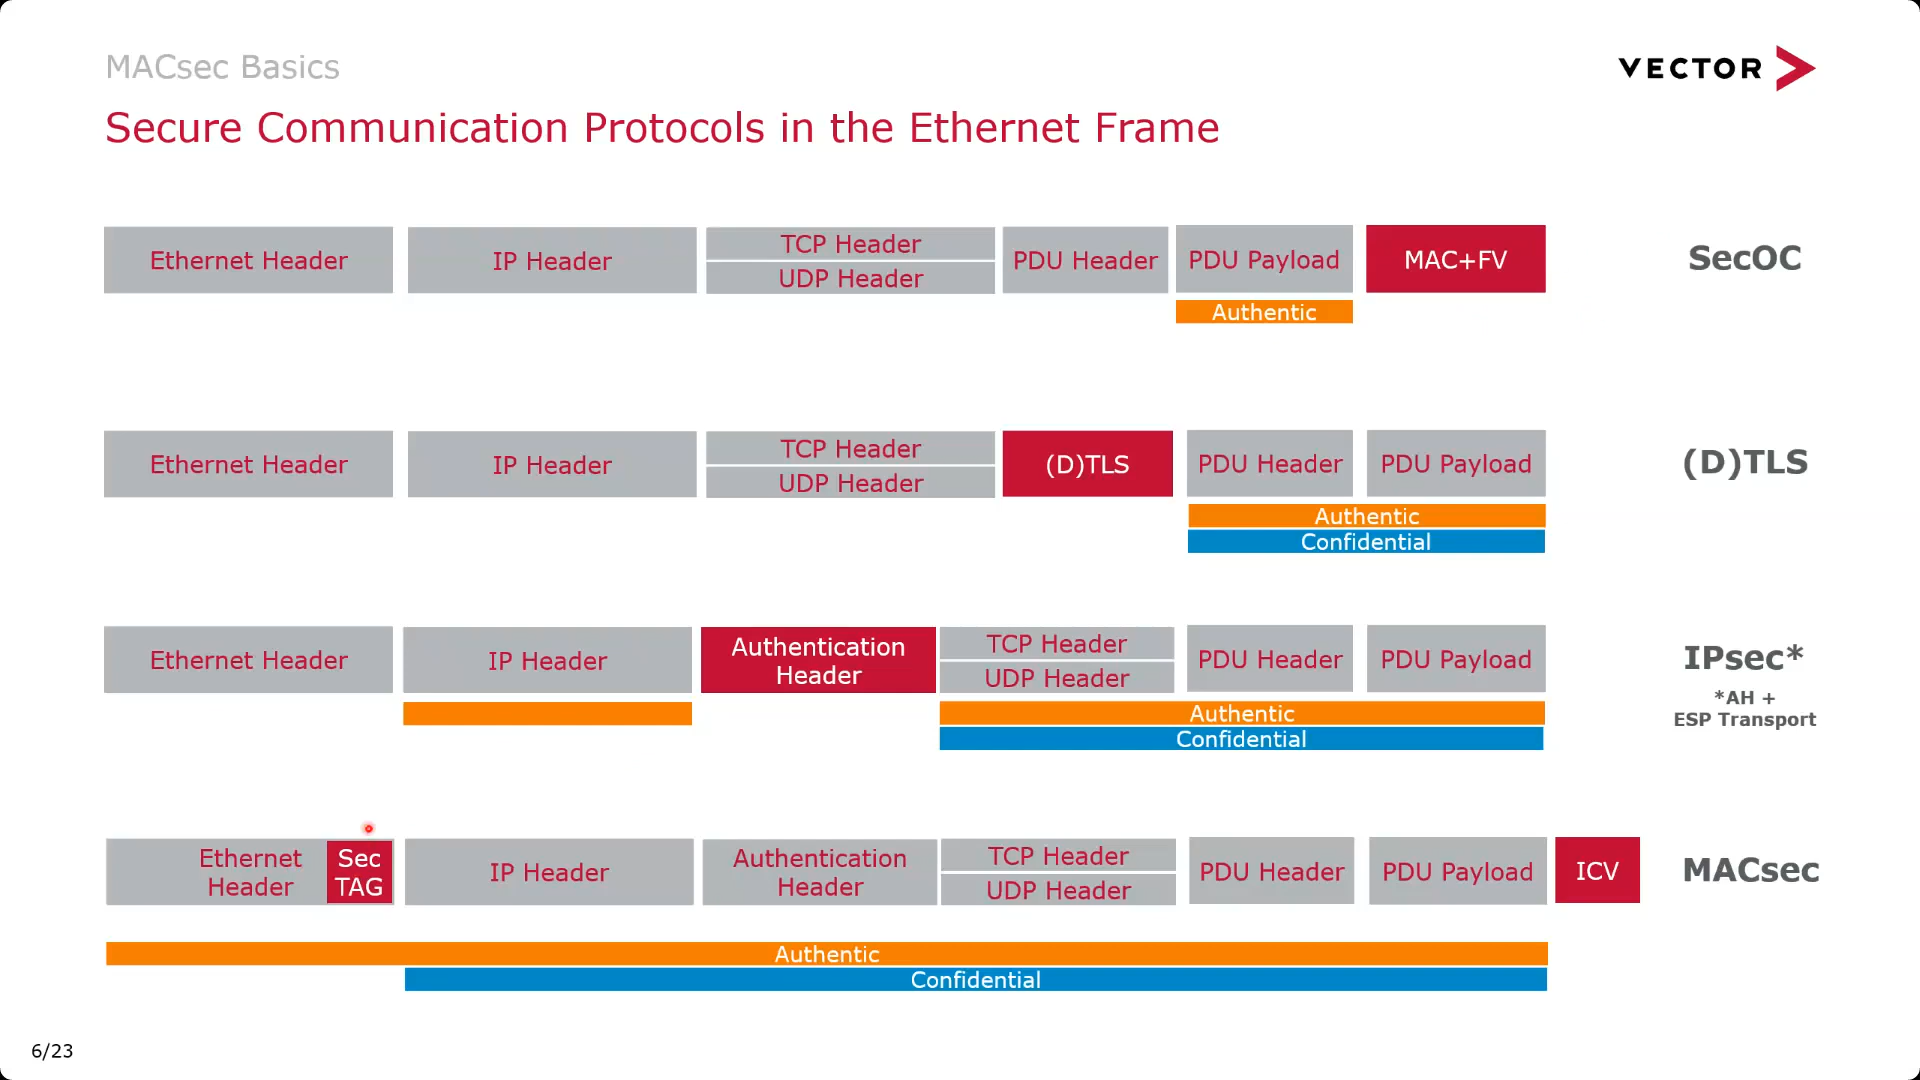 MACsec Basics
VECTOR
Secure Communication Protocols in the Ethernet Frame
Ethernet Header
IP Header
TCP Header
UDP Header
PDU Header
PDU Payload
MAC+FV
SecOC
Authentic
Ethernet Header
IP Header
TCP Header
UDP Header
(D)TLS
PDU Header
PDU Payload
(D)TLS
Authentic
Confidential
Ethernet Header
IP Header
Authentication
Header
TCP Header
UDP Header
PDU Header
PDU Payload
IPsec*
*AH +
ESP Transport
Authentic
Confidential
Ethernet
Header
Sec
TAG
IP Header
Authentication
Header
TCP Header
UDP Header
PDU Header
PDU Payload
ICV
MACsec
Authentic
Confidential
6/23